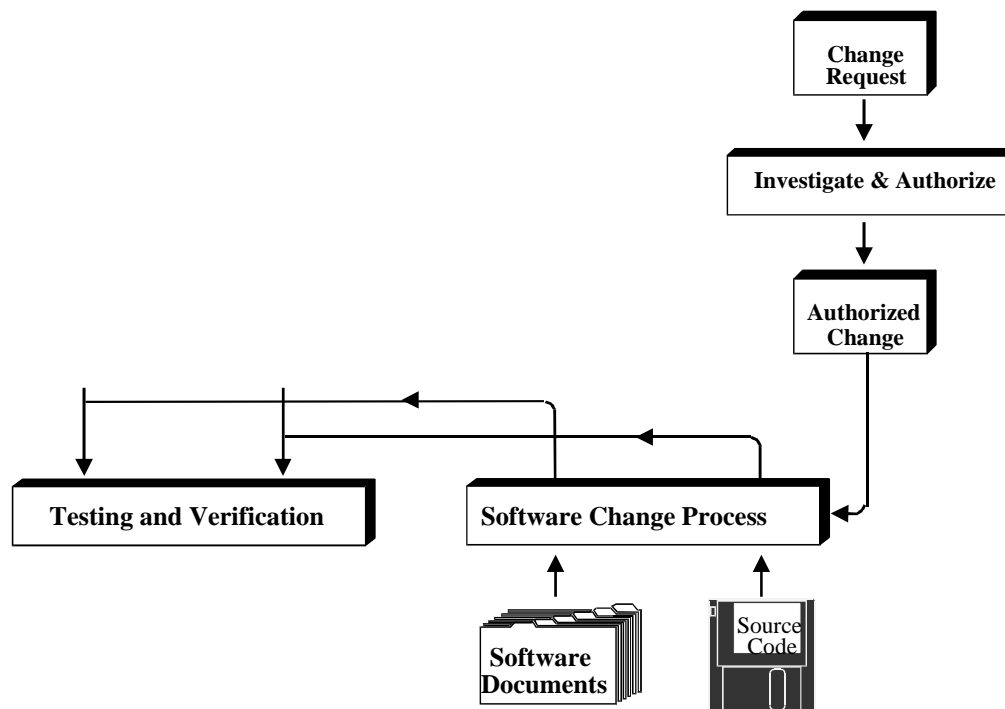 Change
Request
Investigate & Authorize
Authorized
Change
Testing and Verification
Software Change Process
Software
Documents
Source
Code